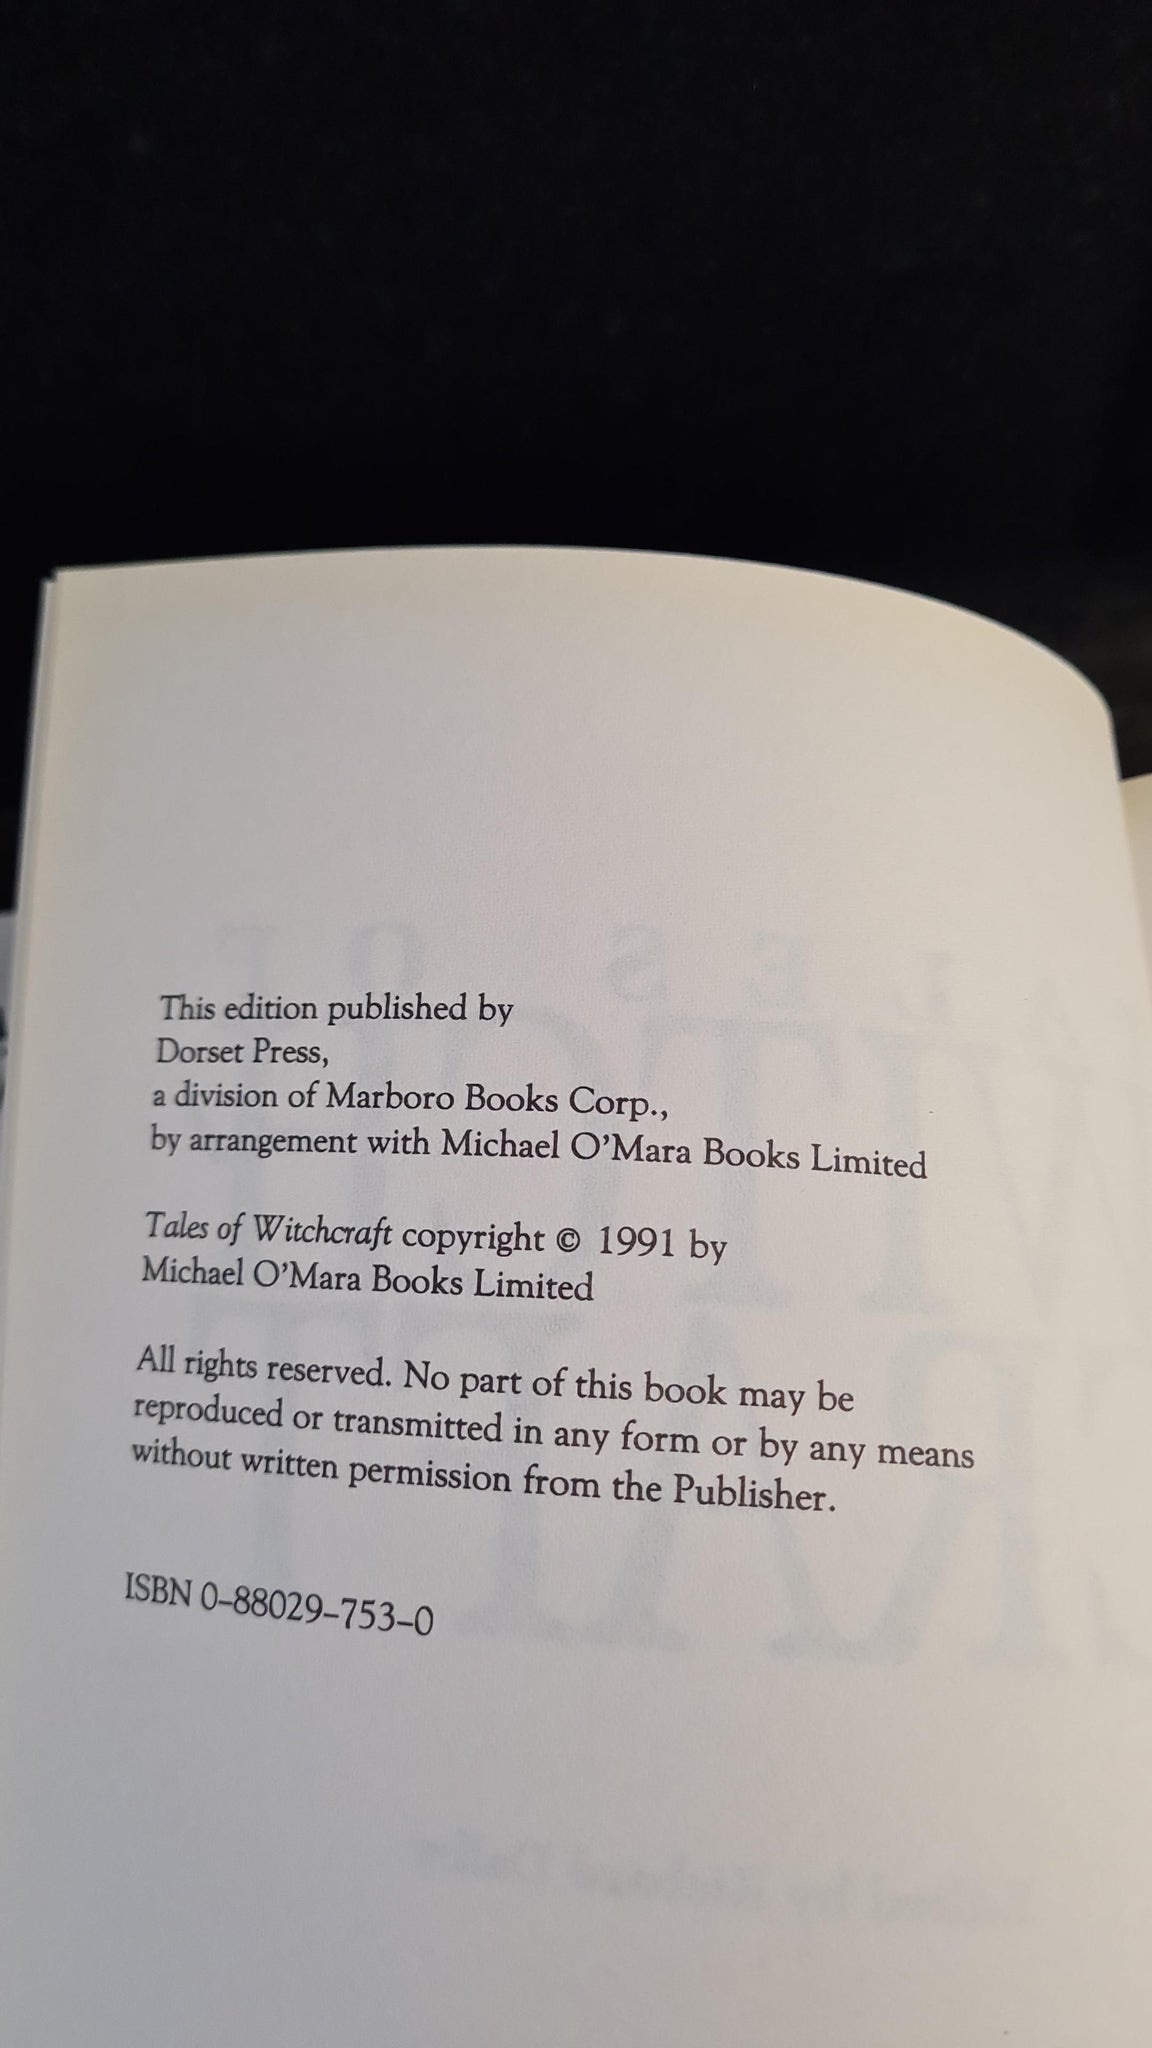 This edition published by
Dorset Press,
a division of Marboro Books Corp.,
by arrangement with Michael O'Mara Books Limited
Tales of Witchcraft copyright © 1991 by
Michael O'Mara Books Limited
All rights reserved. No part of this book may be
reproduced or transmitted in any form or by any means
without written permission from the Publisher.
ISBN 0-88029-753-0